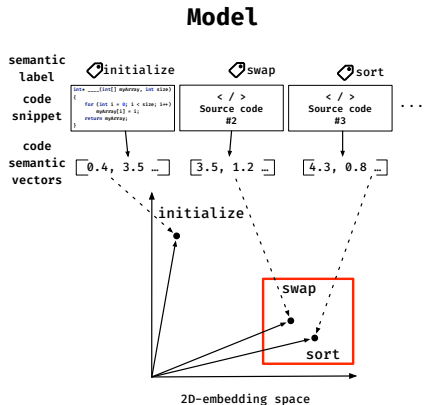 Model
semantic
label
initialize
swap
sort
code
snippet
int* ____(int[] myArray, int size)
{
for (int i = 0; i < size; i++)
myArray[i] = i;
return myArray;
}
< / >
Source code
#2
< / >
Source code
#3
...
code
semantic
vectors
0.4, 3.5 …
3.5, 1.2 …
4.3, 0.8 …
initialize
swap
sort
2D-embedding space